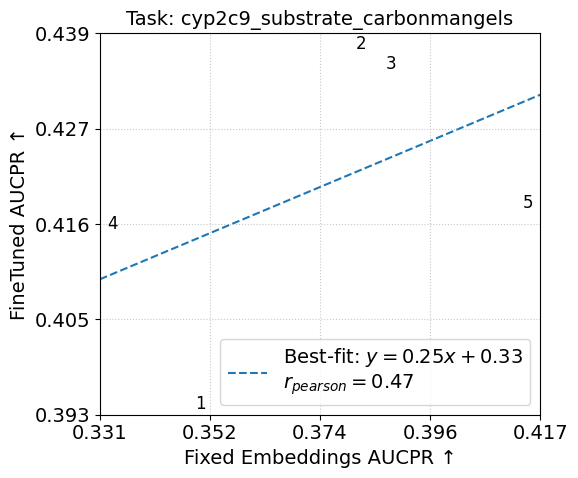 Task: cyp2c9_substrate_carbonmangels
FineTuned AUCPR ↑
0.439
0.427
0.416
0.405
0.393
2
3
5
4
1
Best-fit: y = 0.25x + 0.33
r_pearson = 0.47
0.331 0.352 0.374 0.396 0.417
Fixed Embeddings AUCPR ↑